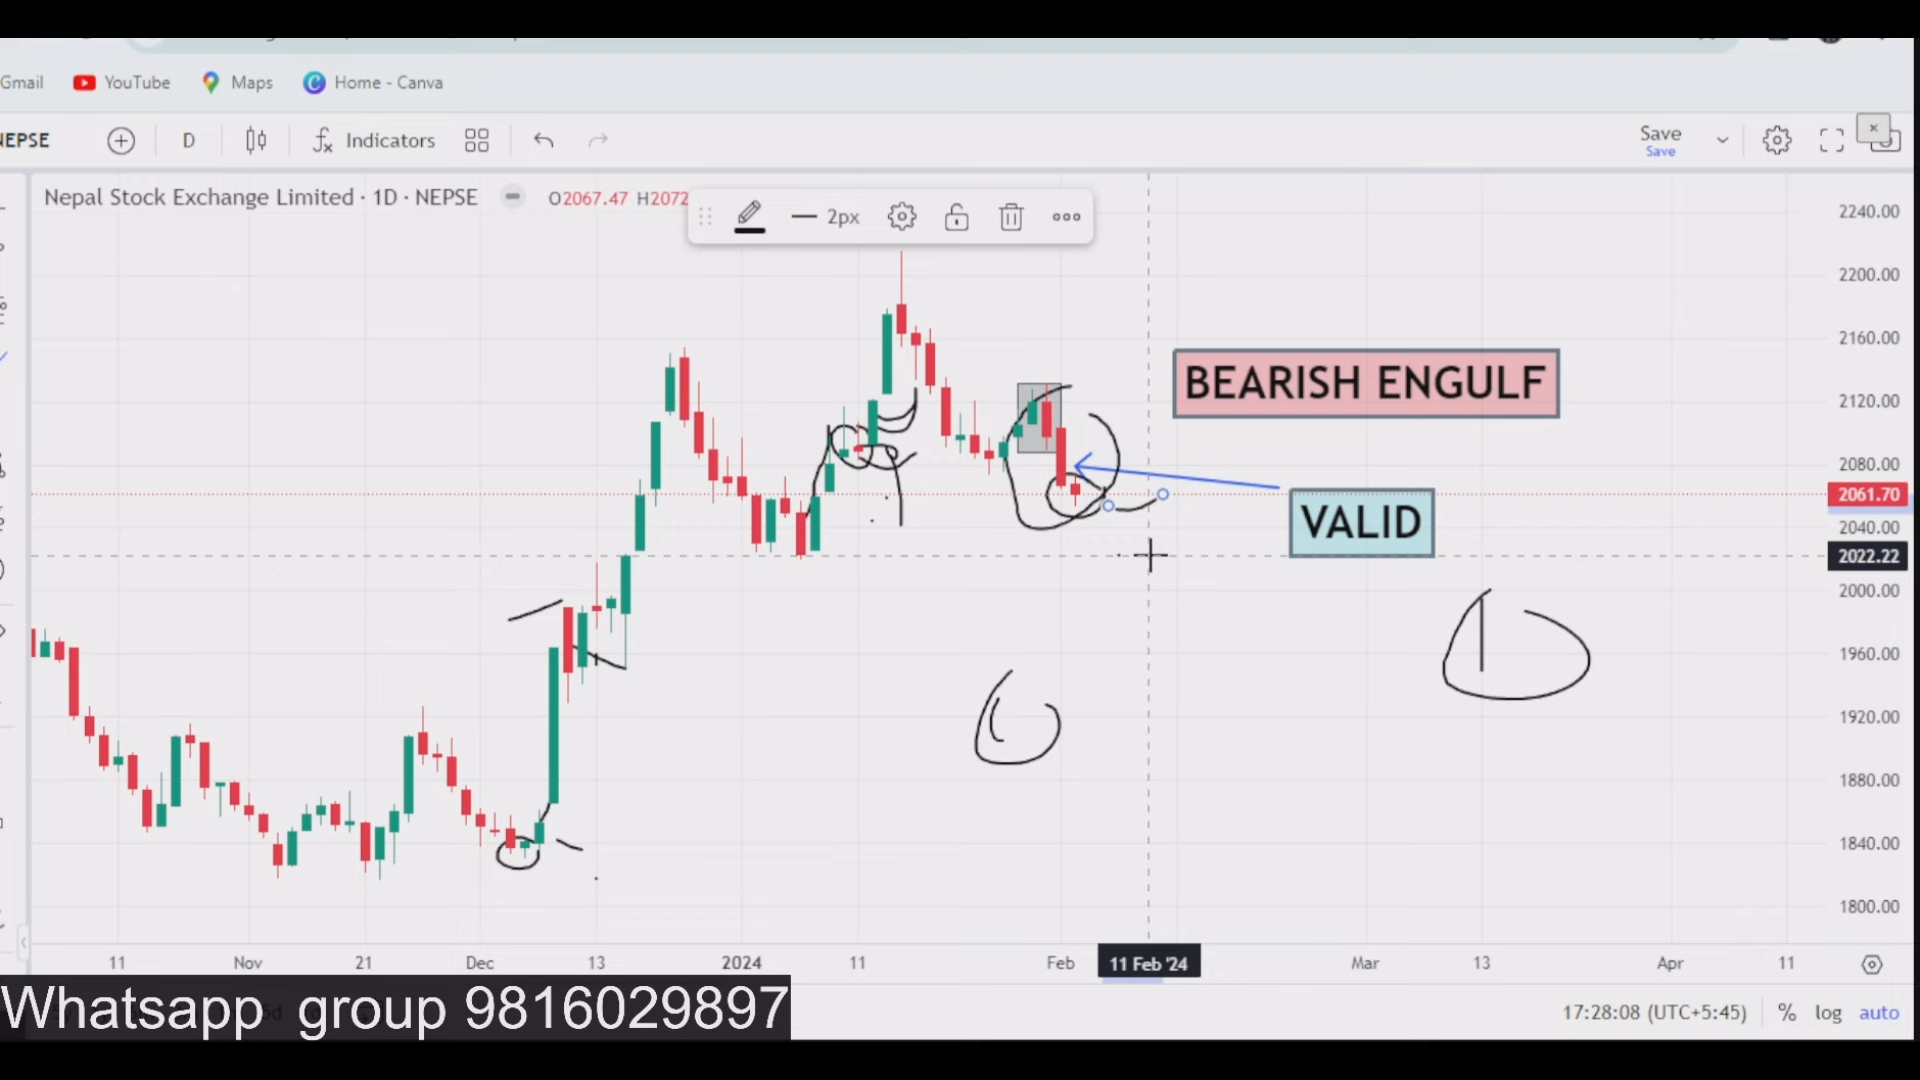 Gmail YouTube Maps Home - Canva
NEPSE D Indicators Save
Save
Nepal Stock Exchange Limited · 1D · NEPSE O2067.47 H2072
2px
2240.00
2200.00
2160.00
BEARISH ENGULF
2120.00
2080.00
2061.70
VALID
2040.00
2022.22
2000.00
1960.00
1920.00
1880.00
1840.00
1800.00
11 Nov 21 Dec 13 2024 11 Feb 11 Feb '24 Mar 13 Apr 11
Whatsapp group 9816029897
17:28:08 (UTC+5:45) % log auto